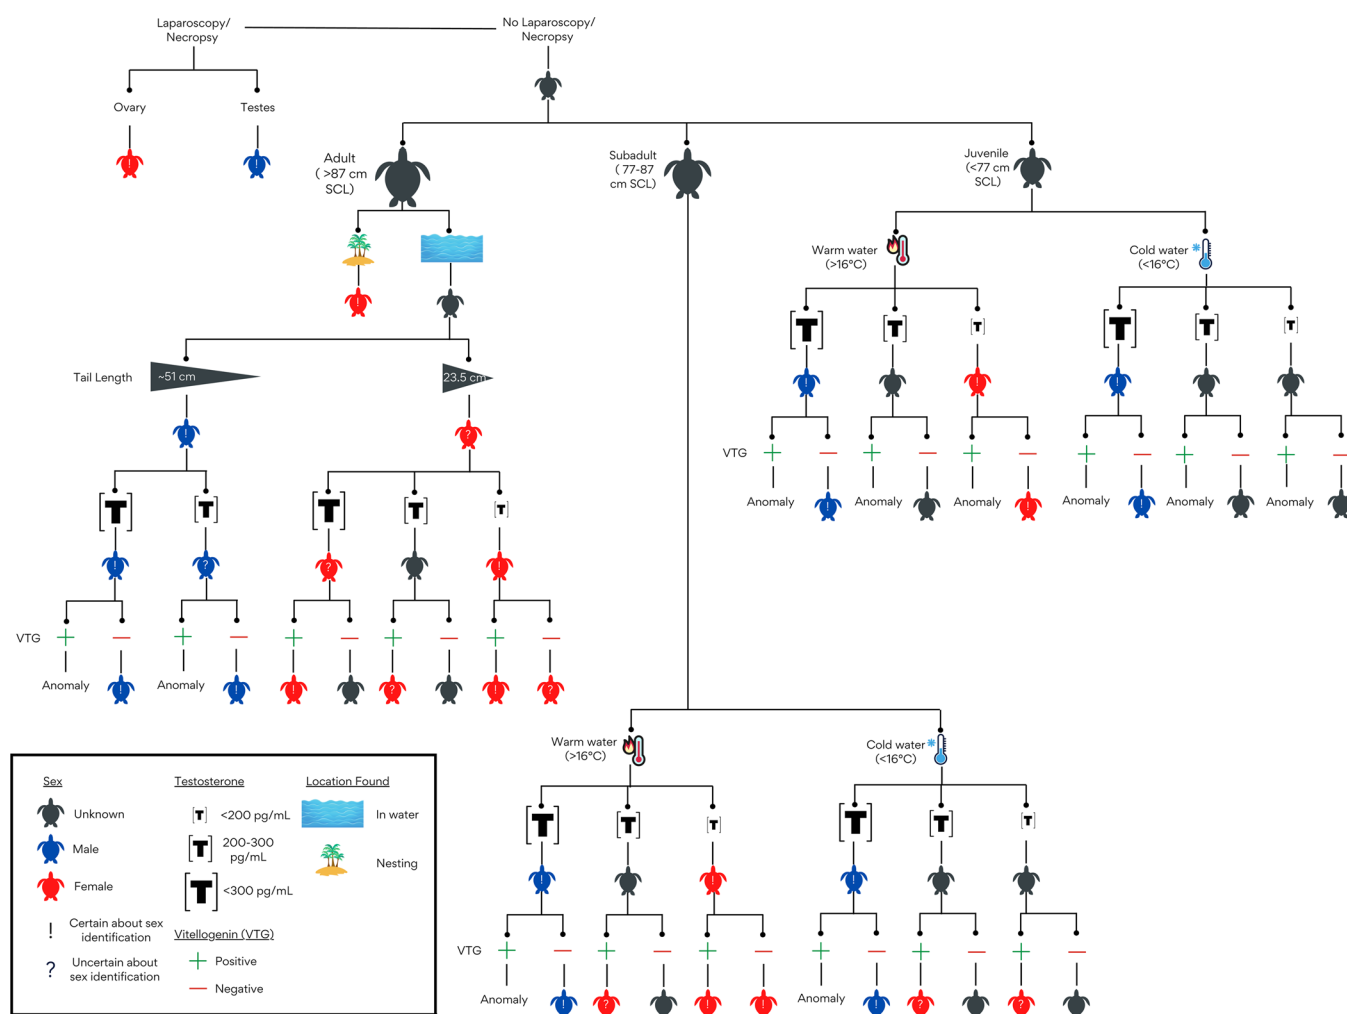 Laparoscopy/
Necropsy
No Laparoscopy/
Necropsy
Ovary
Testes
!
!
Adult
( >87 cm
SCL)
Subadult
( 77-87
cm SCL)
Juvenile
(<77 cm
SCL)
Warm water
(>16°C)
Cold water
(<16°C)
!
[T] [T] [T] [T] [T] [T]
Tail Length
~51 cm
23.5 cm
! ! !
! ?
VTG + − + − + − + − + − + −
Anomaly ! Anomaly Anomaly ! Anomaly ! Anomaly Anomaly
[T] [T] [T] [T] [T]
! ? ? !
VTG + − + − + − + − + −
Anomaly ! Anomaly ! ! ? ! ?
Warm water
(>16°C)
Cold water
(<16°C)
[T] [T] [T] [T] [T] [T]
! ! !
VTG + − + − + − + − + − + −
Anomaly ! ? ! ! Anomaly ! ? ?
Sex
Unknown
Male
Female
! Certain about sex
identification
? Uncertain about
sex identification
Testosterone
[T] <200 pg/mL
[T] 200-300
pg/mL
[T] <300 pg/mL
Vitellogenin (VTG)
+ Positive
− Negative
Location Found
In water
Nesting